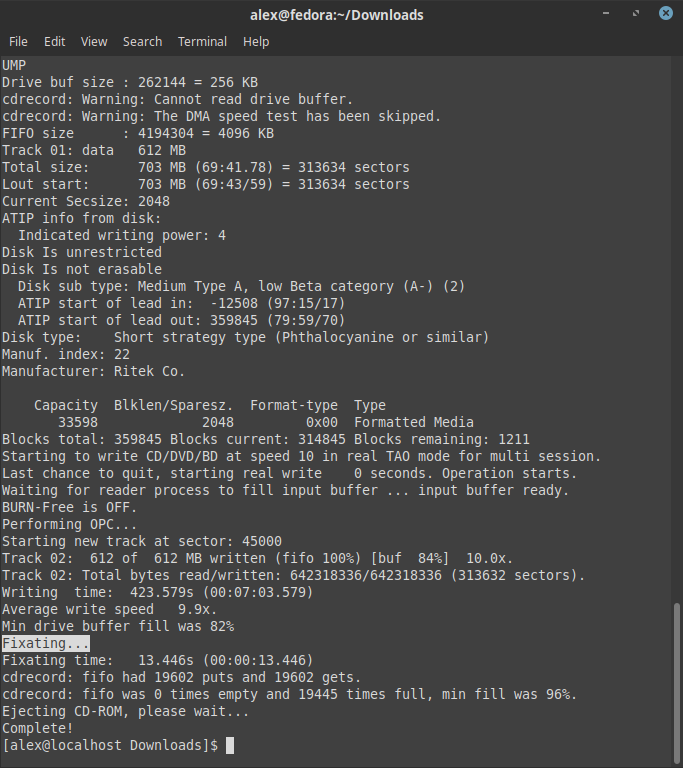 alex@fedora:~/Downloads
File Edit View Search Terminal Help
UMP
Drive buf size : 262144 = 256 KB
cdrecord: Warning: Cannot read drive buffer.
cdrecord: Warning: The DMA speed test has been skipped.
FIFO size      : 4194304 = 4096 KB
Track 01: data   612 MB
Total size:      703 MB (69:41.78) = 313634 sectors
Lout start:      703 MB (69:43/59) = 313634 sectors
Current Secsize: 2048
ATIP info from disk:
  Indicated writing power: 4
Disk Is unrestricted
Disk Is not erasable
  Disk sub type: Medium Type A, low Beta category (A-) (2)
  ATIP start of lead in:  -12508 (97:15/17)
  ATIP start of lead out: 359845 (79:59/70)
Disk type:    Short strategy type (Phthalocyanine or similar)
Manuf. index: 22
Manufacturer: Ritek Co.
    Capacity  Blklen/Sparesz.  Format-type  Type
       33598             2048         0x00  Formatted Media
Blocks total: 359845 Blocks current: 314845 Blocks remaining: 1211
Starting to write CD/DVD/BD at speed 10 in real TAO mode for multi session.
Last chance to quit, starting real write    0 seconds. Operation starts.
Waiting for reader process to fill input buffer ... input buffer ready.
BURN-Free is OFF.
Performing OPC...
Starting new track at sector: 45000
Track 02:  612 of  612 MB written (fifo 100%) [buf  84%]  10.0x.
Track 02: Total bytes read/written: 642318336/642318336 (313632 sectors).
Writing  time:  423.579s (00:07:03.579)
Average write speed   9.9x.
Min drive buffer fill was 82%
Fixating...
Fixating time:   13.446s (00:00:13.446)
cdrecord: fifo had 19602 puts and 19602 gets.
cdrecord: fifo was 0 times empty and 19445 times full, min fill was 96%.
Ejecting CD-ROM, please wait...
Complete!
[alex@localhost Downloads]$